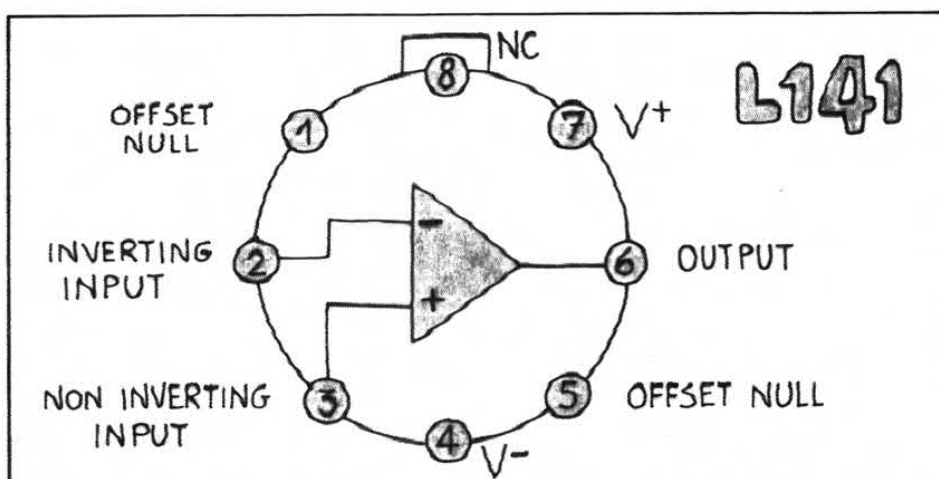 NC
L141
8
OFFSET
NULL
1
7
V+
INVERTING
INPUT
2
-
+
6
OUTPUT
NON INVERTING
INPUT
3
4
V-
5
OFFSET NULL